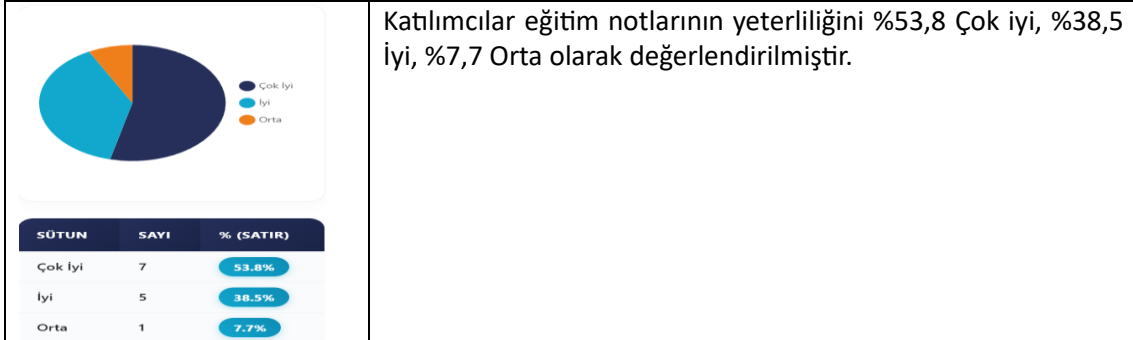 Katılımcılar eğitim notlarının yeterliliğini %53,8 Çok iyi, %38,5
İyi, %7,7 Orta olarak değerlendirilmiştir.
Çok İyi
İyi
Orta
SÜTUN SAYI % (SATIR)
Çok İyi 7 53.8%
İyi 5 38.5%
Orta 1 7.7%